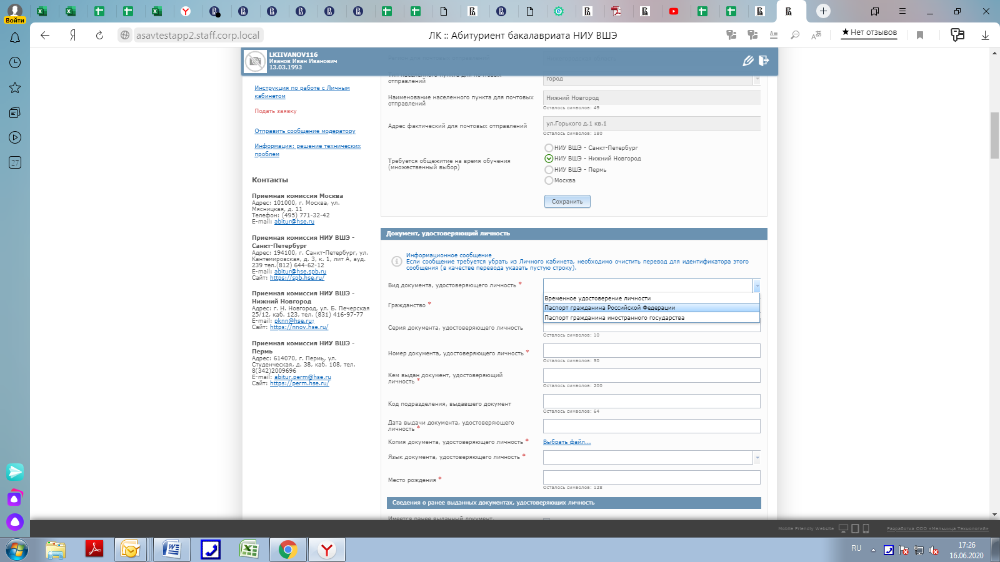 Войти
asavtestapp2.staff.corp.local
ЛК :: Абитуриент бакалавриата НИУ ВШЭ
Нет отзывов
27
LKIIVANOV116
Иванов Иван Иванович
13.03.1993
Инструкция по работе с Личным
кабинетом
Подать заявку
Отправить сообщение модератору
Информация: решение технических
проблем
Контакты
Приемная комиссия Москва
Адрес: 101000, г. Москва, ул.
Мясницкая, д. 11
Телефон: (495) 771-32-42
E-mail: abitur@hse.ru
Приемная комиссия НИУ ВШЭ -
Санкт-Петербург
Адрес: 194100, г. Санкт-Петербург, ул.
Кантемировская, д. 3, к. 1, лит А, ауд.
239 тел.(812) 644-62-12
E-mail: abitur@hse.spb.ru
Сайт: https://spb.hse.ru/
Приемная комиссия НИУ ВШЭ -
Нижний Новгород
Адрес: г. Н. Новгород, ул. Б. Печерская
25/12, каб. 123, тел. (831) 416-97-77
E-mail: pknn@hse.ru;
Сайт: https://nnov.hse.ru/
Приемная комиссия НИУ ВШЭ -
Пермь
Адрес: 614070, г. Пермь, ул.
Студенческая, д. 38, каб. 108, тел.
8(342)2009696
E-mail: abitur.perm@hse.ru
Сайт: https://perm.hse.ru/
Тип населенного пункта для почтовых
отправлений
город
Наименование населенного пункта для почтовых
отправлений
Нижний Новгород
Осталось символов: 49
Адрес фактический для почтовых отправлений
ул.Горького д.1 кв.1
Осталось символов: 180
Требуется общежитие на время обучения
(множественный выбор)
НИУ ВШЭ - Санкт-Петербург
НИУ ВШЭ - Нижний Новгород
НИУ ВШЭ - Пермь
Москва
Сохранить
Документ, удостоверяющий личность
Информационное сообщение
Если сообщение требуется убрать из Личного кабинета, необходимо очистить перевод для идентификатора этого
сообщения (в качестве перевода указать пустую строку).
Вид документа, удостоверяющего личность *
Временное удостоверение личности
Паспорт гражданина Российской Федерации
Паспорт гражданина иностранного государства
Гражданство *
Серия документа, удостоверяющего личность
Осталось символов: 10
Номер документа, удостоверяющего личность *
Осталось символов: 50
Кем выдан документ, удостоверяющий
личность *
Осталось символов: 200
Код подразделения, выдавшего документ
Осталось символов: 64
Дата выдачи документа, удостоверяющего
личность *
Копия документа, удостоверяющего личность *
Выбрать файл...
Язык документа, удостоверяющего личность *
Место рождения *
Осталось символов: 128
Сведения о ранее выданных документах, удостоверяющих личность
Имеется ранее выданный документ,
Mobile Friendly Website
Разработка ООО «Мельница Технологий»
RU
17:26
16.06.2020